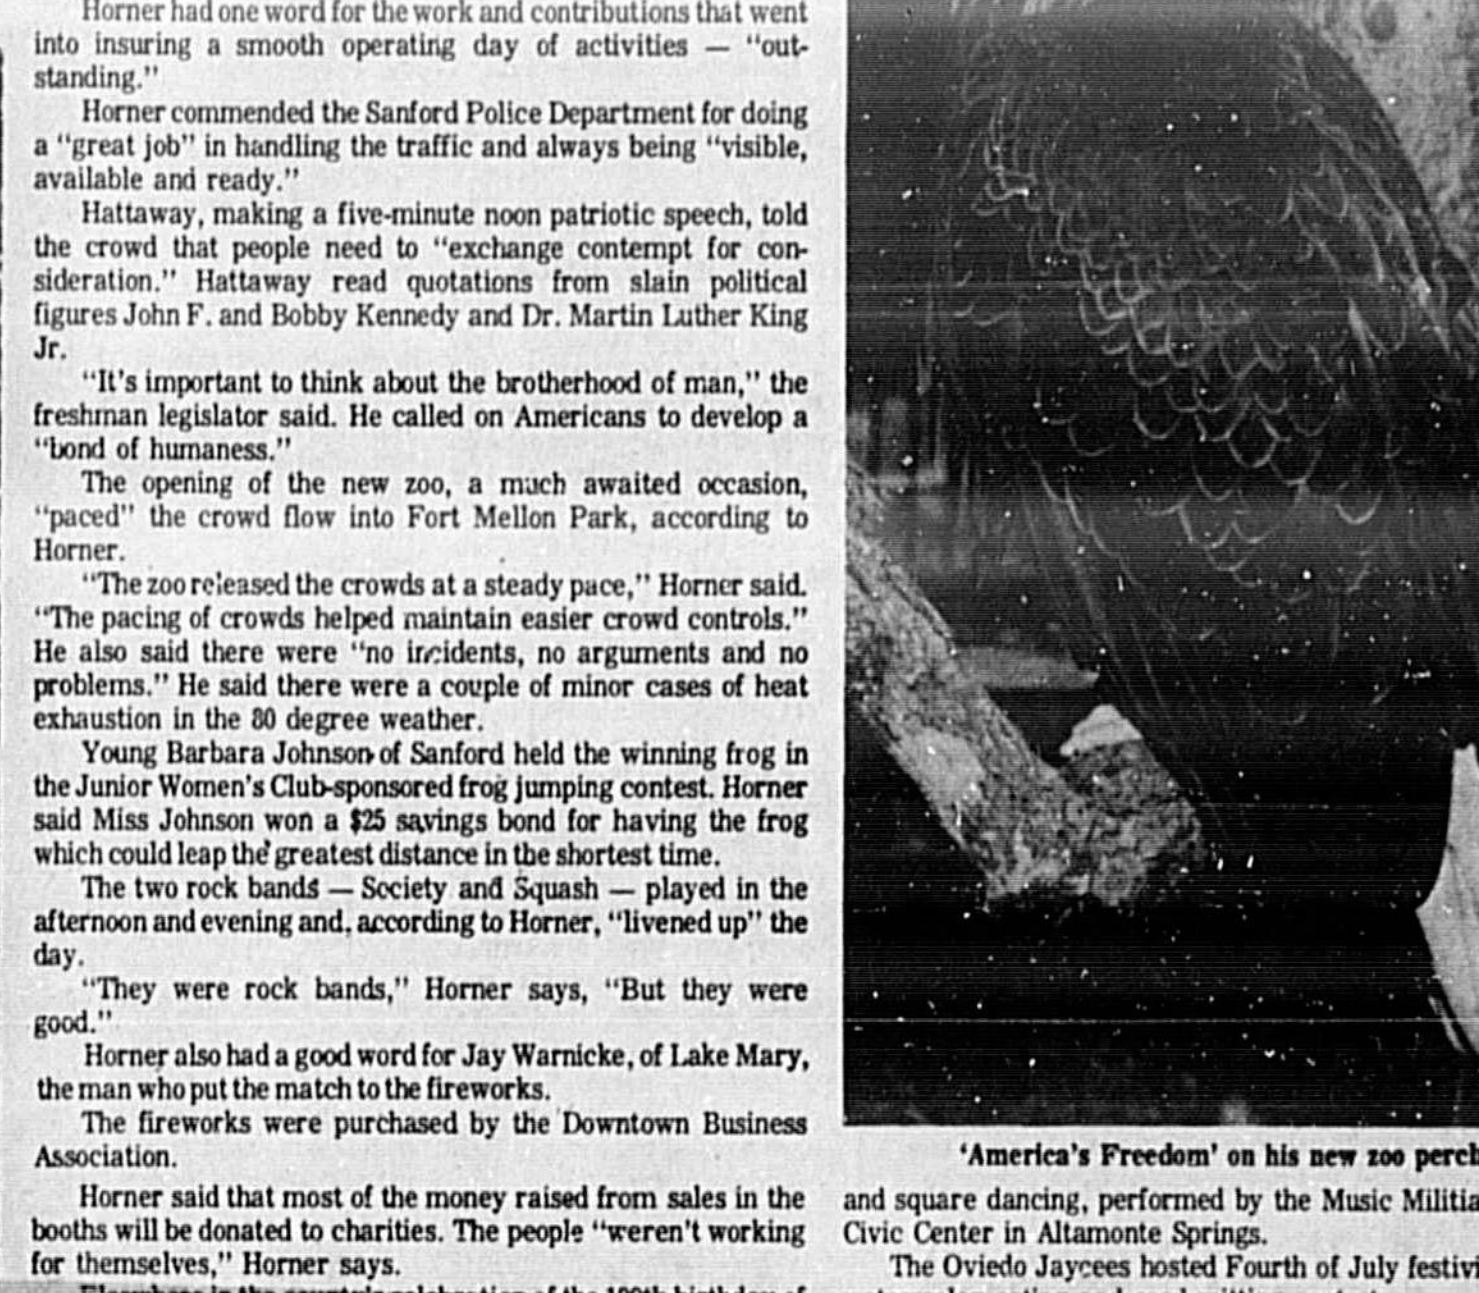 Horner had one word for the work and contributions that went
into insuring a smooth operating day of activities — "out-
standing."
Horner commended the Sanford Police Department for doing
a "great job" in handling the traffic and always being "visible,
available and ready."
Hattaway, making a five-minute noon patriotic speech, told
the crowd that people need to "exchange contempt for con-
sideration." Hattaway read quotations from slain political
figures John F. and Bobby Kennedy and Dr. Martin Luther King
Jr.
"It's important to think about the brotherhood of man," the
freshman legislator said. He called on Americans to develop a
"bond of humaness."
The opening of the new zoo, a much awaited occasion,
"paced" the crowd flow into Fort Mellon Park, according to
Horner.
"The zoo released the crowds at a steady pace," Horner said.
"The pacing of crowds helped maintain easier crowd controls."
He also said there were "no incidents, no arguments and no
problems." He said there were a couple of minor cases of heat
exhaustion in the 80 degree weather.
Young Barbara Johnson of Sanford held the winning frog in
the Junior Women's Club-sponsored frog jumping contest. Horner
said Miss Johnson won a $25 savings bond for having the frog
which could leap the greatest distance in the shortest time.
The two rock bands — Society and Squash — played in the
afternoon and evening and, according to Horner, "livened up" the
day.
"They were rock bands," Horner says, "But they were
good."
Horner also had a good word for Jay Warnicke, of Lake Mary,
the man who put the match to the fireworks.
The fireworks were purchased by the Downtown Business
Association.
Horner said that most of the money raised from sales in the
booths will be donated to charities. The people "weren't working
for themselves," Horner says.
'America's Freedom' on his new zoo perch
and square dancing, performed by the Music Militia
Civic Center in Altamonte Springs.
The Oviedo Jaycees hosted Fourth of July festivi